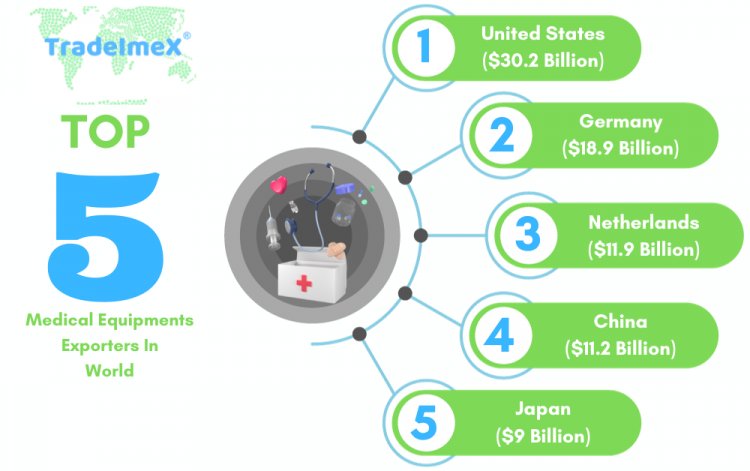 TradeImeX®
TOP
5
Medical Equipments
Exporters In
World
1
United States
($30.2 Billion)
2
Germany
($18.9 Billion)
3
Netherlands
($11.9 Billion)
4
China
($11.2 Billion)
5
Japan
($9 Billion)